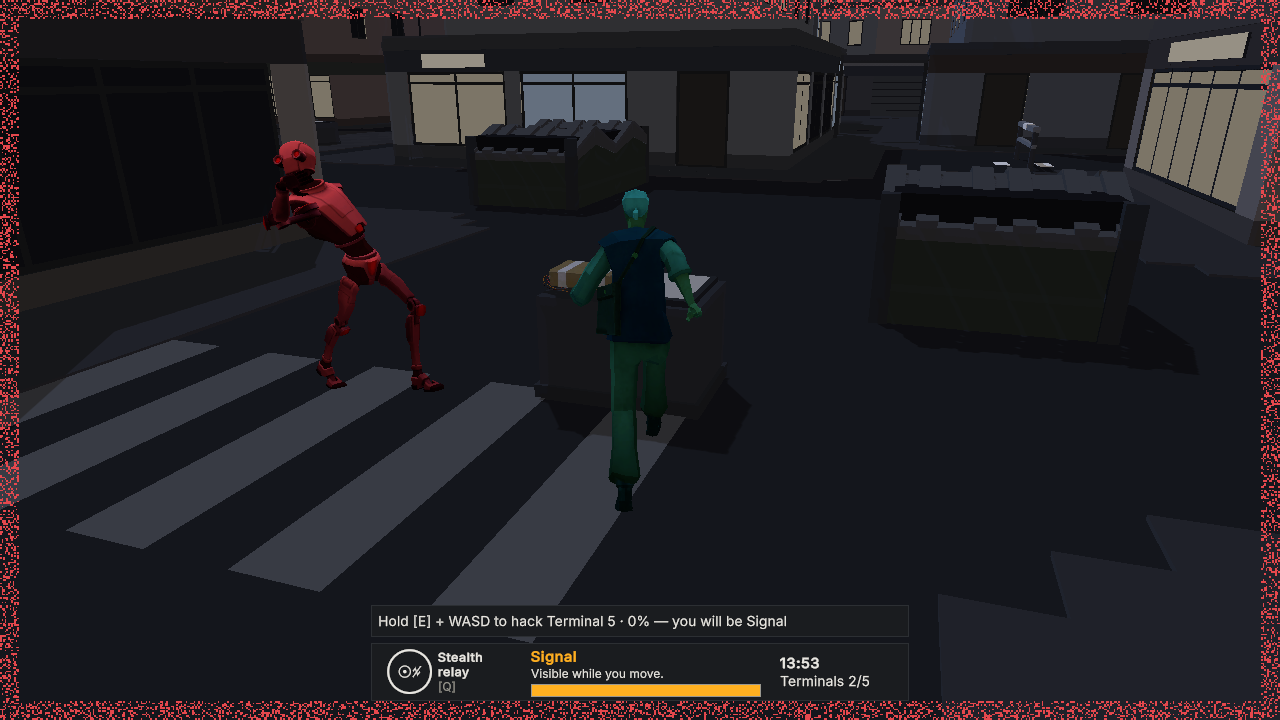 Hold [E] + WASD to hack Terminal 5 · 0% — you will be Signal
Stealth
relay
[Q]
Signal
Visible while you move.
13:53
Terminals 2/5